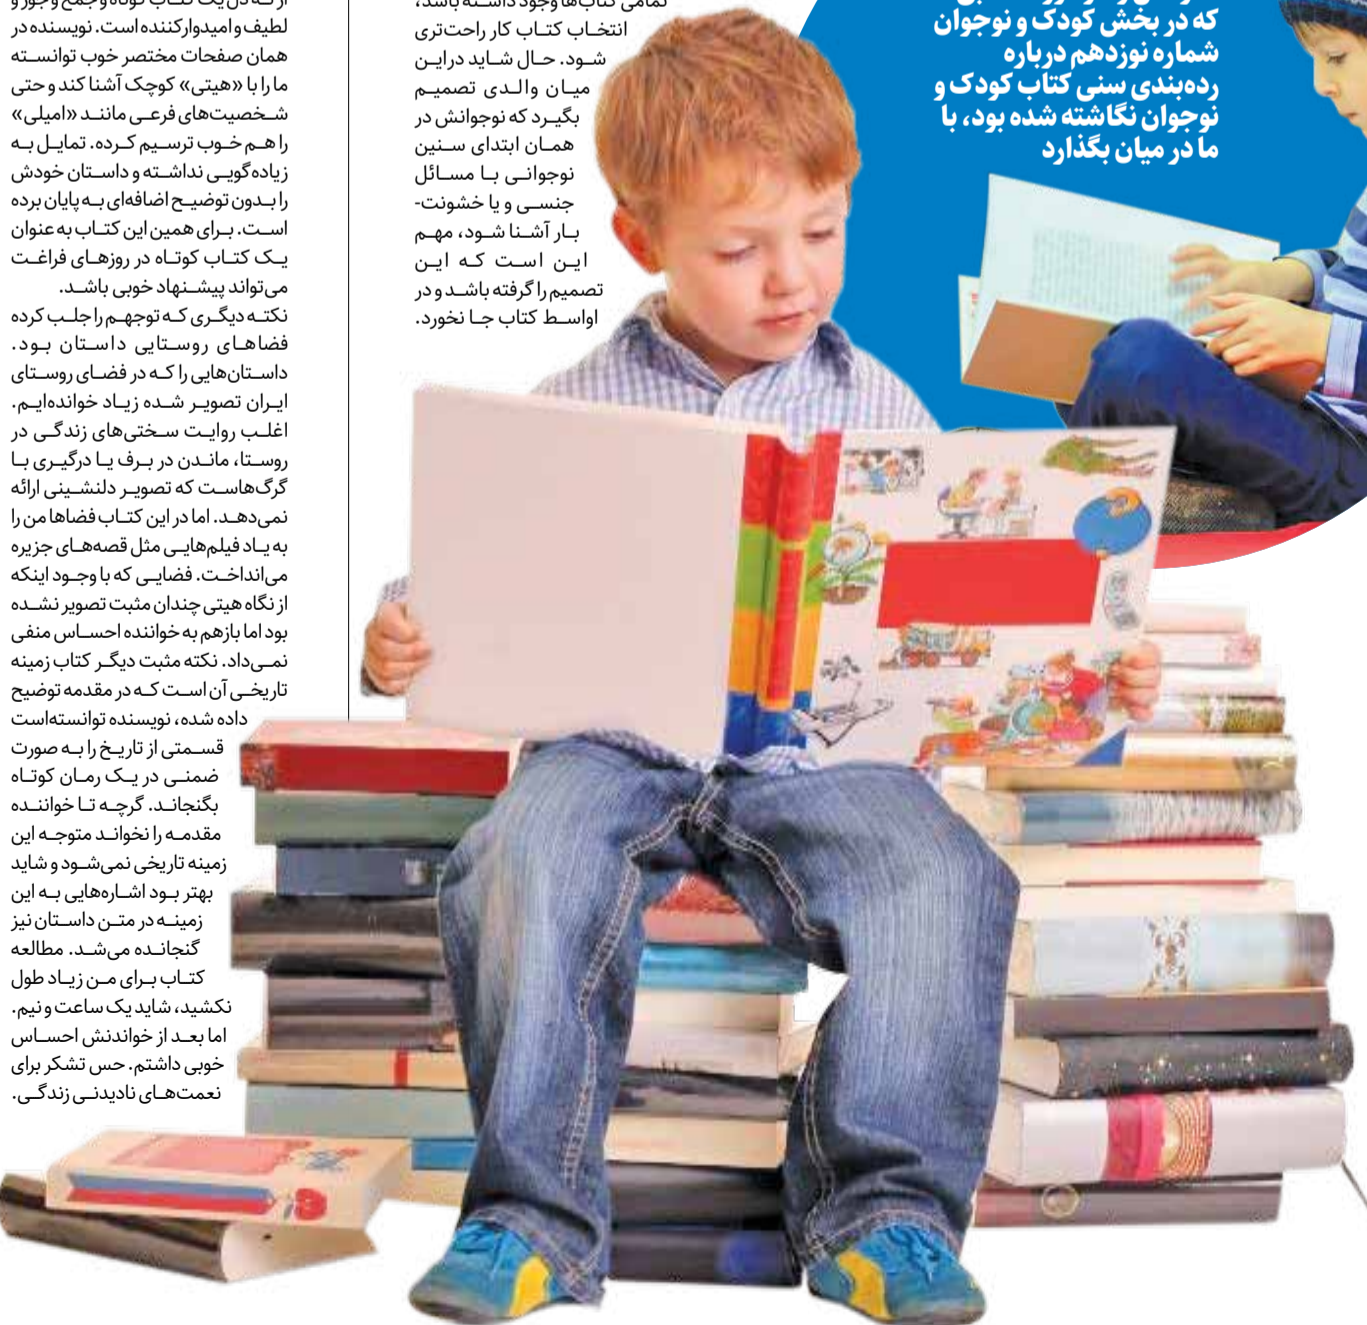 که در بخش کودک و نوجوان
شماره نوزدهم درباره
رده‌بندی سنی کتاب کودک و
نوجوان نگاشته شده بود، با
ما در میان بگذارد
تمامی کتاب‌ها وجود داشته باشد،
انتخاب کتاب کار راحت‌تری
شود. حال شاید در این
میان والدی تصمیم
بگیرد که نوجوانش در
همان ابتدای سنین
نوجوانی با مسائل
جنسی و یا خشونت-
بار آشنا شود، مهم
این است که این
تصمیم را گرفته باشد و در
اواسط کتاب جا نخورد.
یک کتاب کوتاه و جمع و جور و
لطیف و امیدوارکننده است. نویسنده در
همان صفحات مختصر خوب توانسته
ما را با «هیتی» کوچک آشنا کند و حتی
شخصیت‌های فرعی مانند «امیلی»
را هم خوب ترسیم کرده. تمایل به
زیاده‌گویی نداشته و داستان خودش
را بدون توضیح اضافه‌ای به پایان برده
است. برای همین این کتاب به عنوان
یک کتاب کوتاه در روزهای فراغت
می‌تواند پیشنهاد خوبی باشد.
نکته دیگری که توجهم را جلب کرده
فضاهای روستایی داستان بود.
داستان‌هایی را که در فضای روستای
ایران تصویر شده زیاد خوانده‌ایم.
اغلب روایت سختی‌های زندگی در
روستا، ماندن در برف یا درگیری با
گرگ‌هاست که تصویر دلنشینی ارائه
نمی‌دهد. اما در این کتاب فضاها من را
به یاد فیلم‌هایی مثل قصه‌های جزیره
می‌انداخت. فضایی که با وجود اینکه
از نگاه هیتی چندان مثبت تصویر نشده
بود اما بازهم به خواننده احساس منفی
نمی‌داد. نکته مثبت دیگر کتاب زمینه
تاریخی آن است که در مقدمه توضیح
داده شده، نویسنده توانسته‌است
قسمتی از تاریخ را به صورت
ضمنی در یک رمان کوتاه
بگنجاند. گرچه تا خواننده
مقدمه را نخواند متوجه این
زمینه تاریخی نمی‌شود و شاید
بهتر بود اشاره‌هایی به این
زمینه در متن داستان نیز
گنجانده می‌شد. مطالعه
کتاب برای من زیاد طول
نکشید، شاید یک ساعت و نیم.
اما بعد از خواندنش احساس
خوبی داشتم. حس تشکر برای
نعمت‌های نادیدنی زندگی.